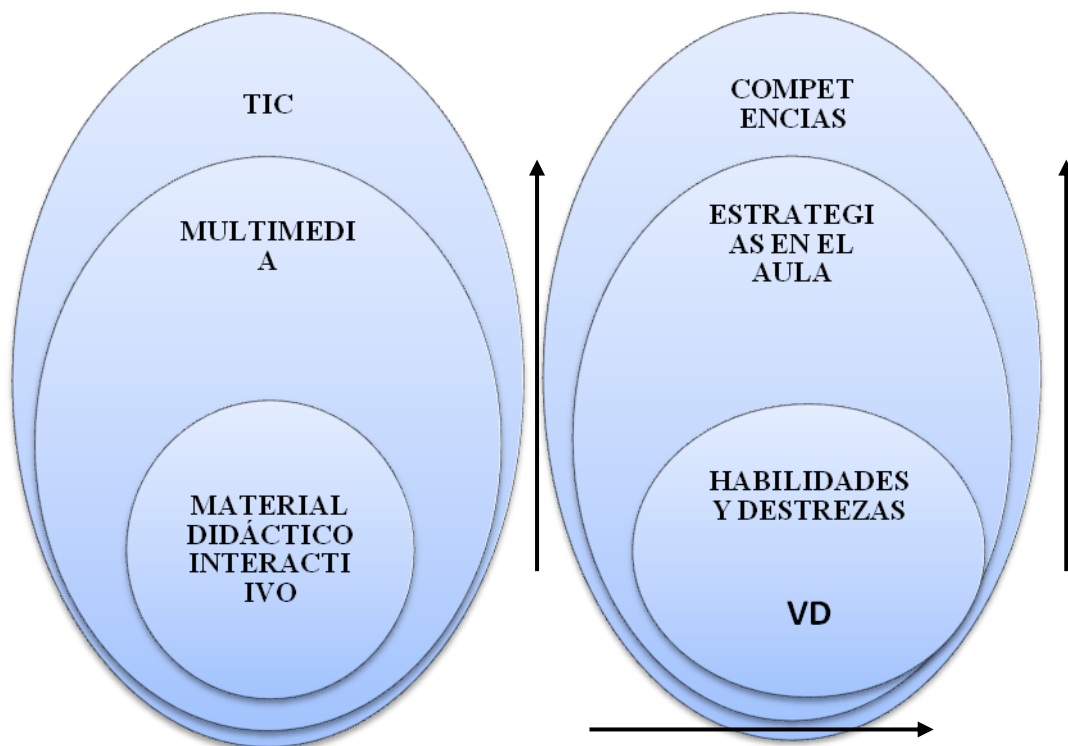 TIC
MULTIMEDI
A
MATERIAL
DIDÁCTICO
INTERACTI
IVO
COMPET
ENCIAS
ESTRATEGI
AS EN EL
AULA
HABILIDADES
Y DESTREZAS
VD